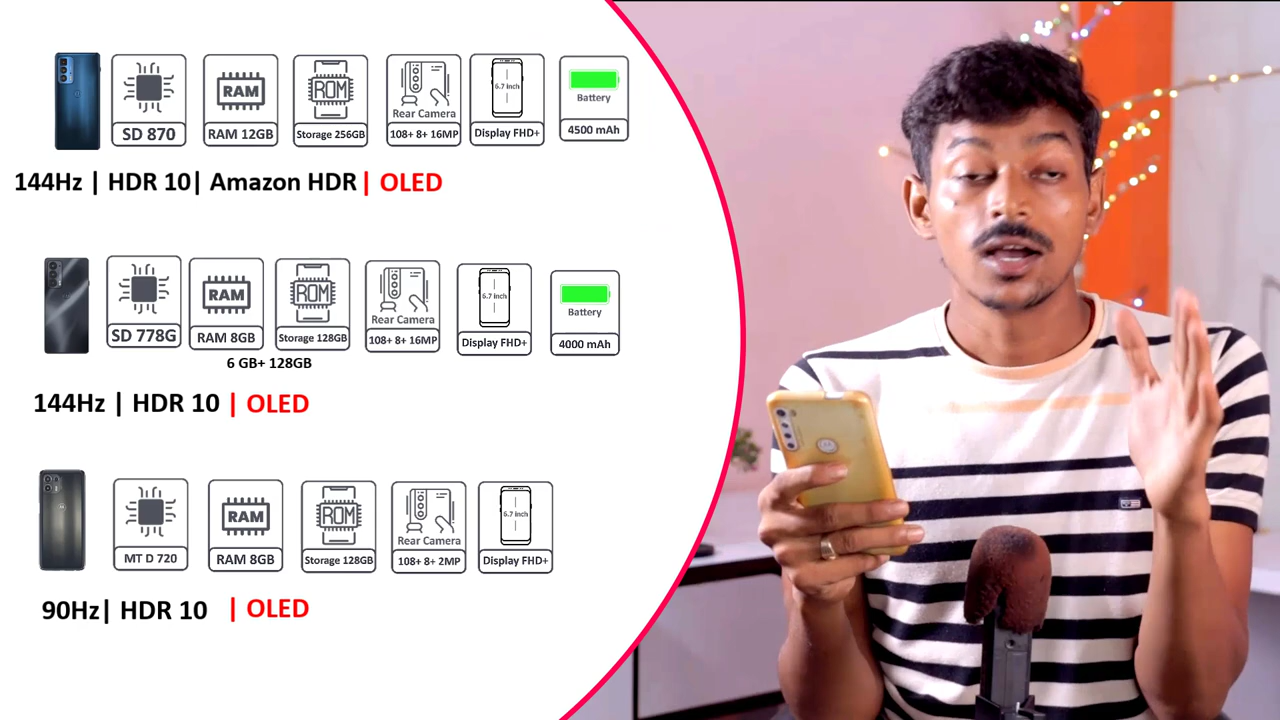 RAM
ROM
Rear Camera
6.7 inch
Battery
SD 870
RAM 12GB
Storage 256GB
108+ 8+ 16MP
Display FHD+
4500 mAh
144Hz | HDR 10| Amazon HDR | OLED
RAM
ROM
Rear Camera
6.7 inch
Battery
SD 778G
RAM 8GB
Storage 128GB
108+ 8+ 16MP
Display FHD+
4000 mAh
6 GB+ 128GB
144Hz | HDR 10 | OLED
RAM
ROM
Rear Camera
6.7 inch
MT D 720
RAM 8GB
Storage 128GB
108+ 8+ 2MP
Display FHD+
90Hz| HDR 10 | OLED